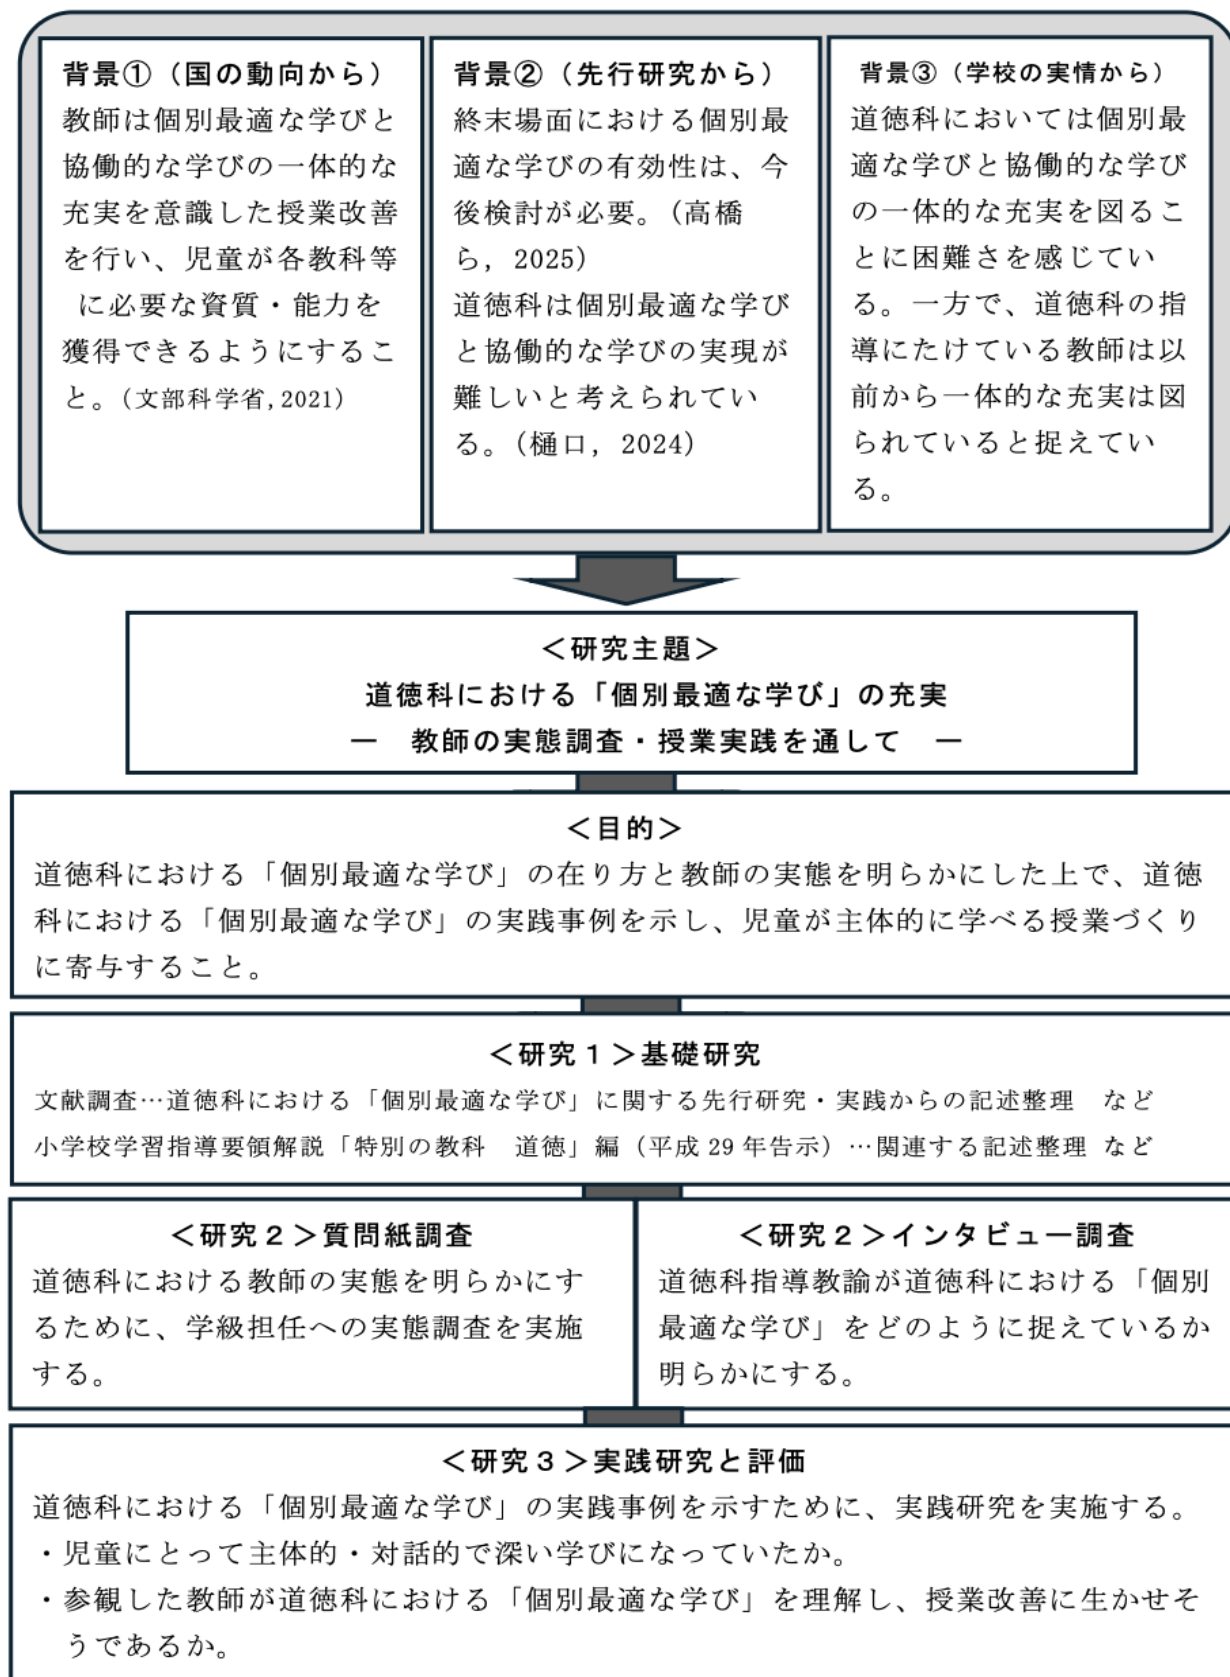 背景①（国の動向から）
教師は個別最適な学びと
協働的な学びの一体的な
充実を意識した授業改善
を行い、児童が各教科等
に必要な資質・能力を
獲得できるようにするこ
と。（文部科学省,2021）
背景②（先行研究から）
終末場面における個別最
適な学びの有効性は、今
後検討が必要。（高橋
ら，2025）
道徳科は個別最適な学び
と協働的な学びの実現が
難しいと考えられてい
る。（樋口，2024）
背景③（学校の実情から）
道徳科においては個別最
適な学びと協働的な学び
の一体的な充実を図るこ
とに困難さを感じてい
る。一方で、道徳科の指
導にたけている教師は以
前から一体的な充実は図
られていると捉えてい
る。
＜研究主題＞
道徳科における「個別最適な学び」の充実
―　教師の実態調査・授業実践を通して　―
＜目的＞
道徳科における「個別最適な学び」の在り方と教師の実態を明らかにした上で、道徳
科における「個別最適な学び」の実践事例を示し、児童が主体的に学べる授業づくり
に寄与すること。
＜研究１＞基礎研究
文献調査…道徳科における「個別最適な学び」に関する先行研究・実践からの記述整理　など
小学校学習指導要領解説「特別の教科　道徳」編（平成 29 年告示）…関連する記述整理 など
＜研究２＞質問紙調査
道徳科における教師の実態を明らかにす
るために、学級担任への実態調査を実施
する。
＜研究２＞インタビュー調査
道徳科指導教諭が道徳科における「個別
最適な学び」をどのように捉えているか
明らかにする。
＜研究３＞実践研究と評価
道徳科における「個別最適な学び」の実践事例を示すために、実践研究を実施する。
・児童にとって主体的・対話的で深い学びになっていたか。
・参観した教師が道徳科における「個別最適な学び」を理解し、授業改善に生かせそ
うであるか。